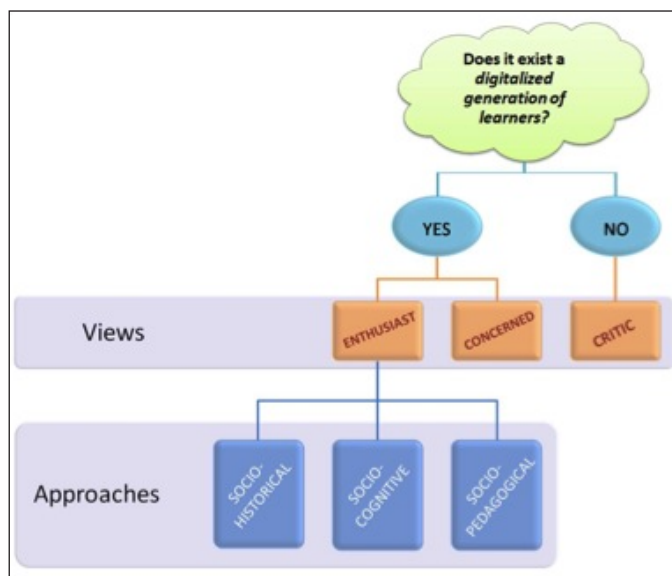 Does it exist a
digitalized
generation of
learners?
YES
NO
Views
ENTHUSIAST
CONCERNED
CRITIC
Approaches
SOCIO-
HISTORICAL
SOCIO-
COGNITIVE
SOCIO-
PEDAGOGICAL